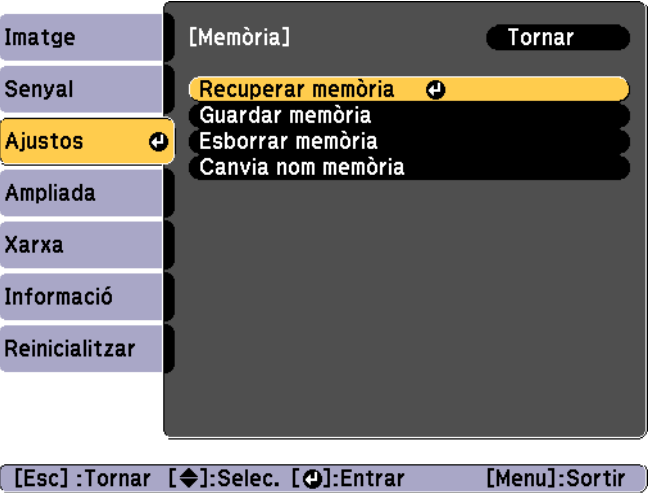 Imatge
Senyal
Ajustos
Ampliada
Xarxa
Informació
Reinicialitzar
[Memòria] Tornar
Recuperar memòria
Guardar memòria
Esborrar memòria
Canvia nom memòria
[Esc] :Tornar [◆]:Selec. [⏎]:Entrar [Menu]:Sortir